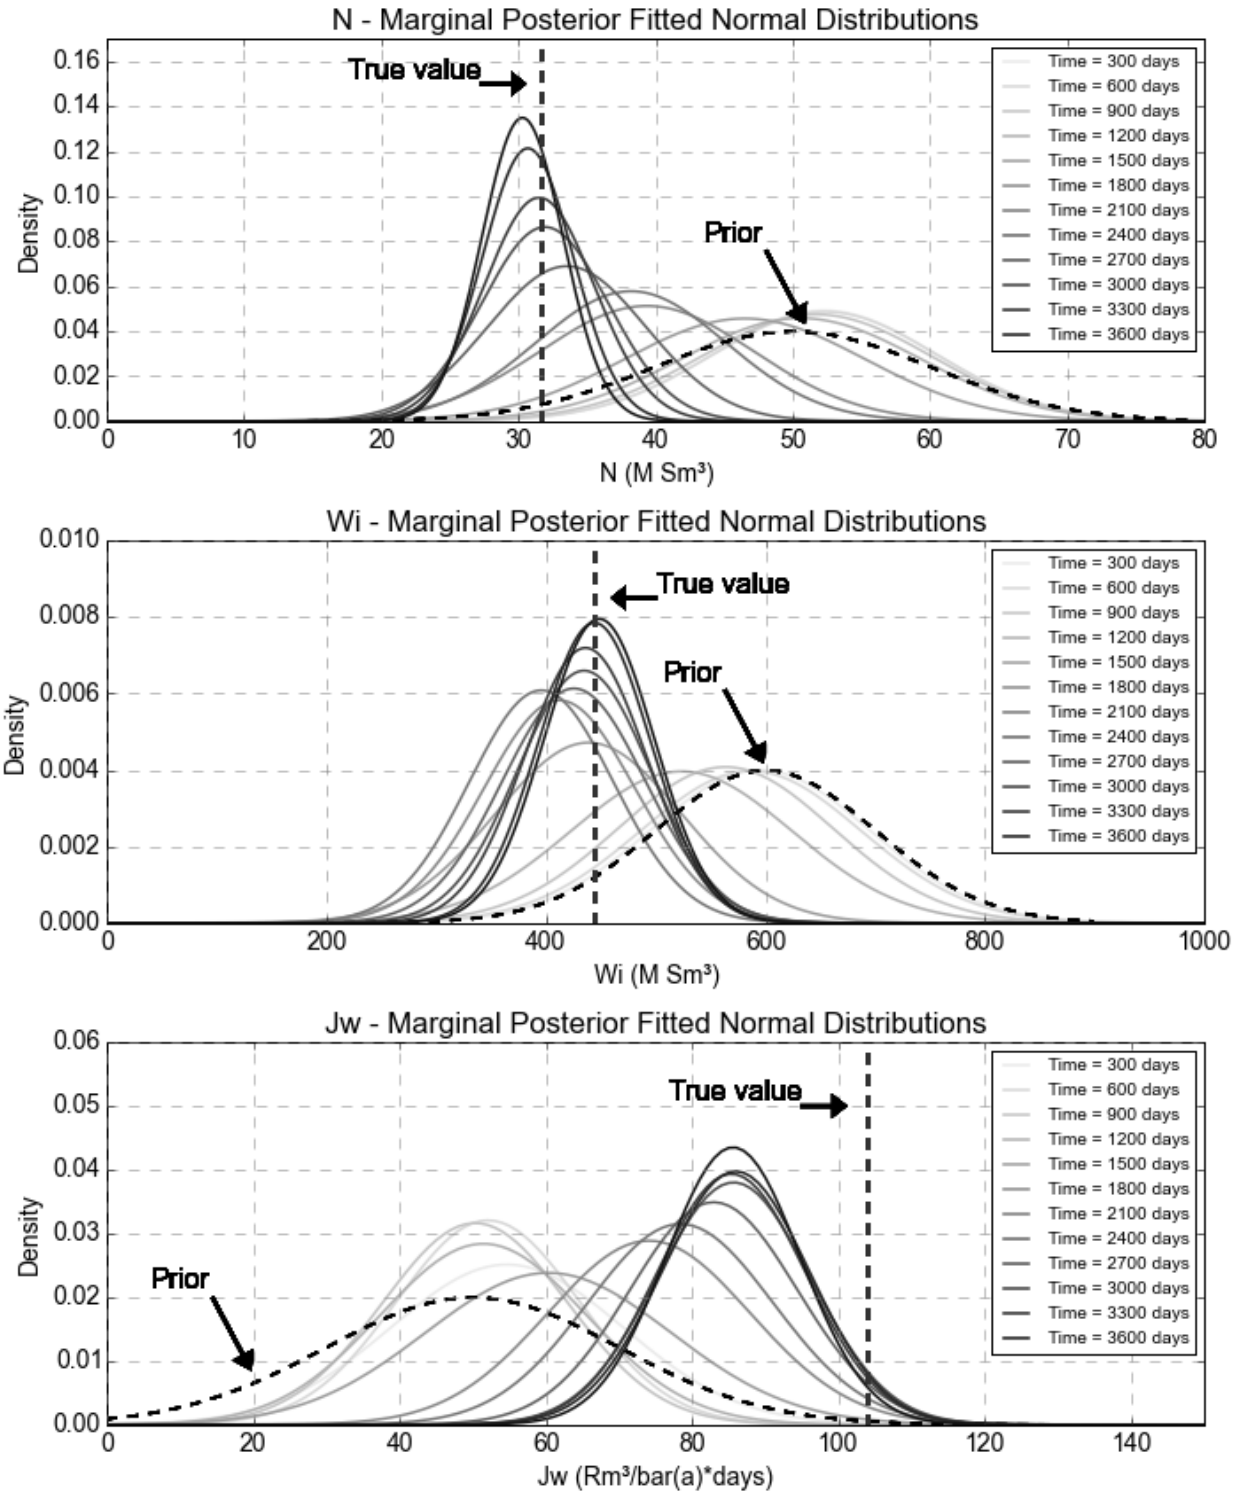 N - Marginal Posterior Fitted Normal Distributions
True value
Prior
Density
0.16
0.14
0.12
0.10
0.08
0.06
0.04
0.02
0.00
0 10 20 30 40 50 60 70 80
N (M Sm³)
Time = 300 days
Time = 600 days
Time = 900 days
Time = 1200 days
Time = 1500 days
Time = 1800 days
Time = 2100 days
Time = 2400 days
Time = 2700 days
Time = 3000 days
Time = 3300 days
Time = 3600 days
Wi - Marginal Posterior Fitted Normal Distributions
True value
Prior
Density
0.010
0.008
0.006
0.004
0.002
0.000
0 200 400 600 800 1000
Wi (M Sm³)
Time = 300 days
Time = 600 days
Time = 900 days
Time = 1200 days
Time = 1500 days
Time = 1800 days
Time = 2100 days
Time = 2400 days
Time = 2700 days
Time = 3000 days
Time = 3300 days
Time = 3600 days
Jw - Marginal Posterior Fitted Normal Distributions
True value
Prior
Density
0.06
0.05
0.04
0.03
0.02
0.01
0.00
0 20 40 60 80 100 120 140
Jw (Rm³/bar(a)*days)
Time = 300 days
Time = 600 days
Time = 900 days
Time = 1200 days
Time = 1500 days
Time = 1800 days
Time = 2100 days
Time = 2400 days
Time = 2700 days
Time = 3000 days
Time = 3300 days
Time = 3600 days